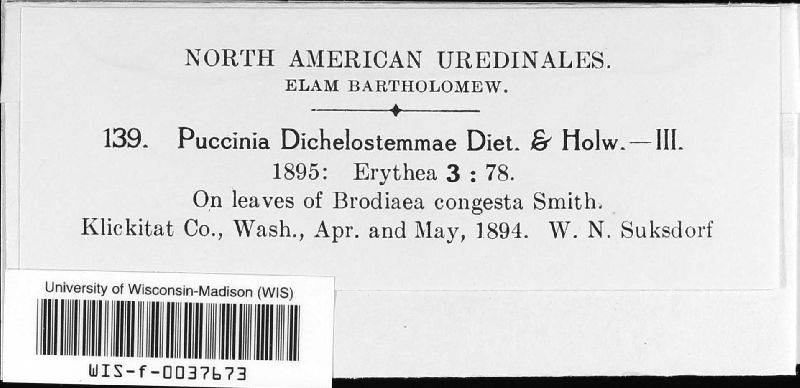 NORTH AMERICAN UREDINALES.
ELAM BARTHOLOMEW.
139. Puccinia Dichelostemmae Diet. & Holw.—III.
1895: Erythea 3 : 78.
On leaves of Brodiaea congesta Smith.
Klickitat Co., Wash., Apr. and May, 1894. W. N. Suksdorf
University of Wisconsin-Madison (WIS)
WIS-f-0037673